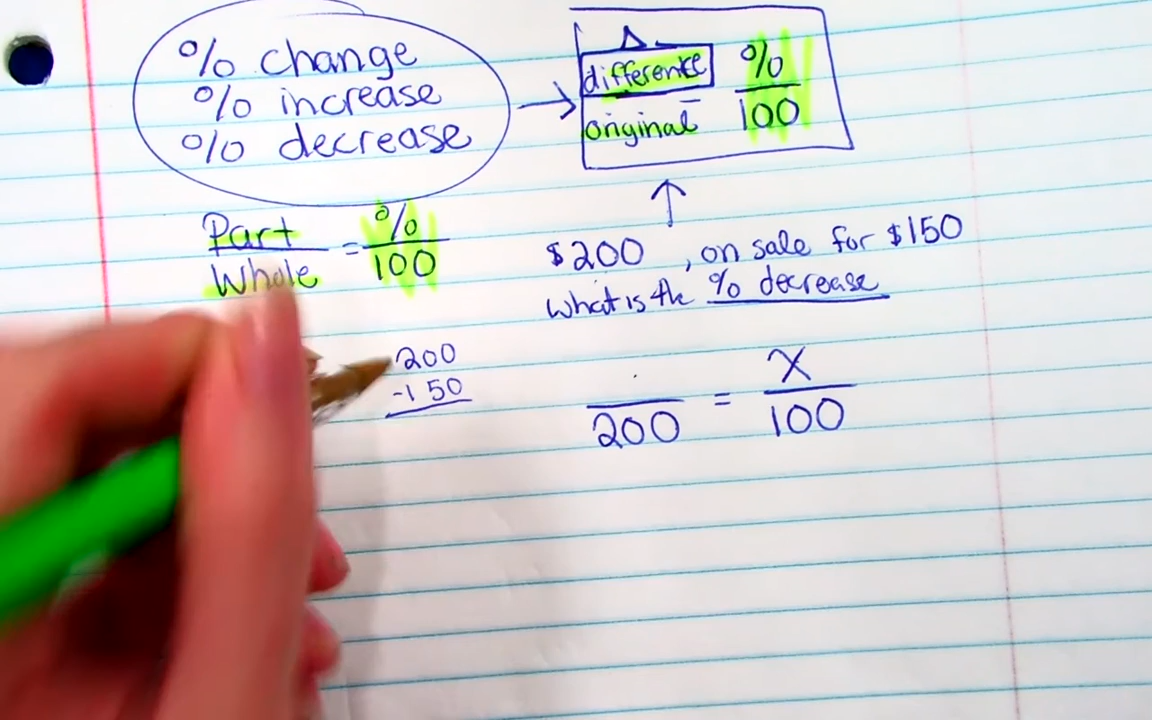 % change
% increase
% decrease
Δ
difference
original
%
100
Part
Whole
=
%
100
$200 , on sale for $150
What is the % decrease
200
-150
200
=
X
100